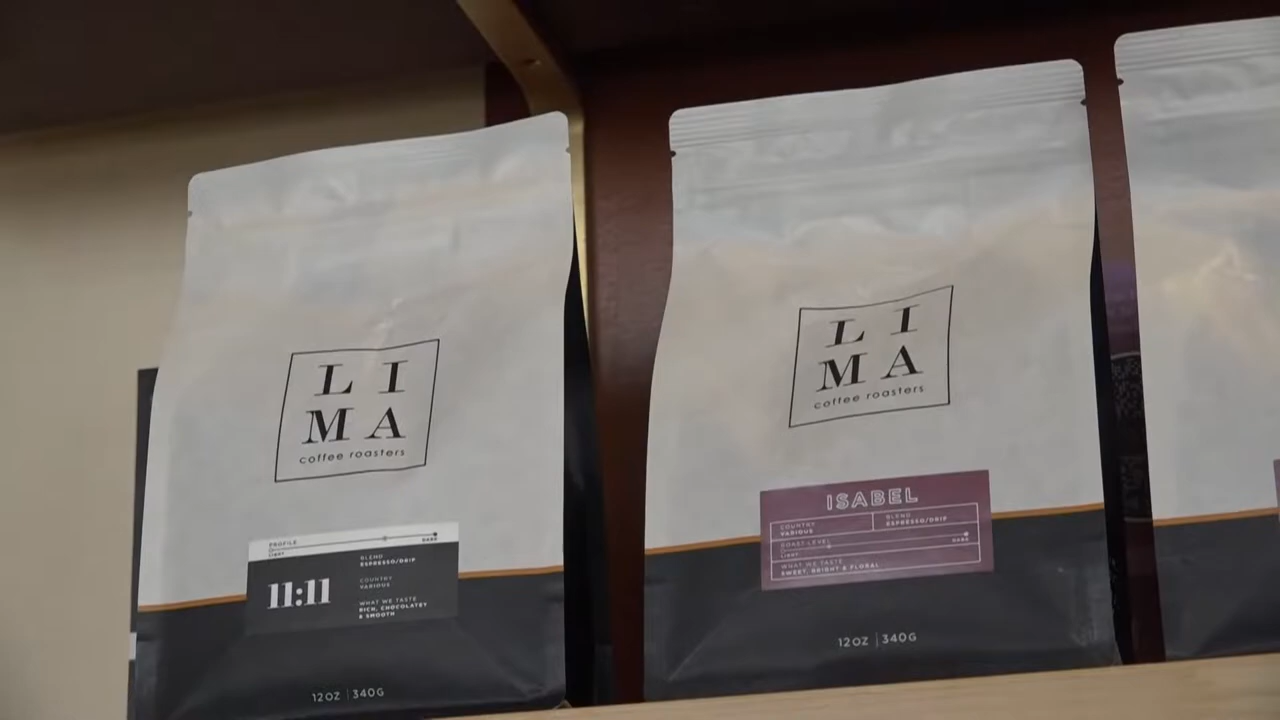 L I
M A
coffee roasters
PROFILE
LIGHT
DARK
11:11
BLEND
ESPRESSO/DRIP
COUNTRY
VARIOUS
WHAT WE TASTE
RICH, CHOCOLATEY
& SMOOTH
12OZ | 340G
L I
M A
coffee roasters
ISABEL
COUNTRY
VARIOUS
BLEND
ESPRESSO/DRIP
ROAST LEVEL
LIGHT
DARK
WHAT WE TASTE
SWEET, BRIGHT & FLORAL
12OZ | 340G